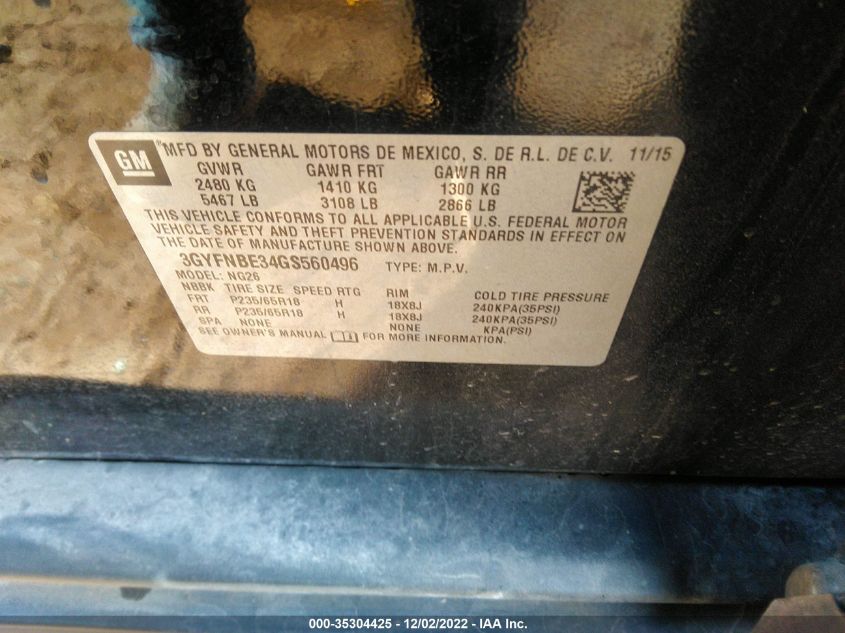 GM
®MFD BY GENERAL MOTORS DE MEXICO, S. DE R.L. DE C.V. 11/15
GVWR GAWR FRT GAWR RR
2480 KG 1410 KG 1300 KG
5467 LB 3108 LB 2866 LB
THIS VEHICLE CONFORMS TO ALL APPLICABLE U.S. FEDERAL MOTOR
VEHICLE SAFETY AND THEFT PREVENTION STANDARDS IN EFFECT ON
THE DATE OF MANUFACTURE SHOWN ABOVE.
3GYFNBE34GS560496 TYPE: M.P.V.
MODEL: NG26
NBBK TIRE SIZE SPEED RTG RIM COLD TIRE PRESSURE
FRT P235/65R18 H 18X8J 240KPA(35PSI)
RR P235/65R18 H 18X8J 240KPA(35PSI)
SPA NONE NONE KPA(PSI)
SEE OWNER'S MANUAL FOR MORE INFORMATION.
000-35304425 - 12/02/2022 - IAA Inc.